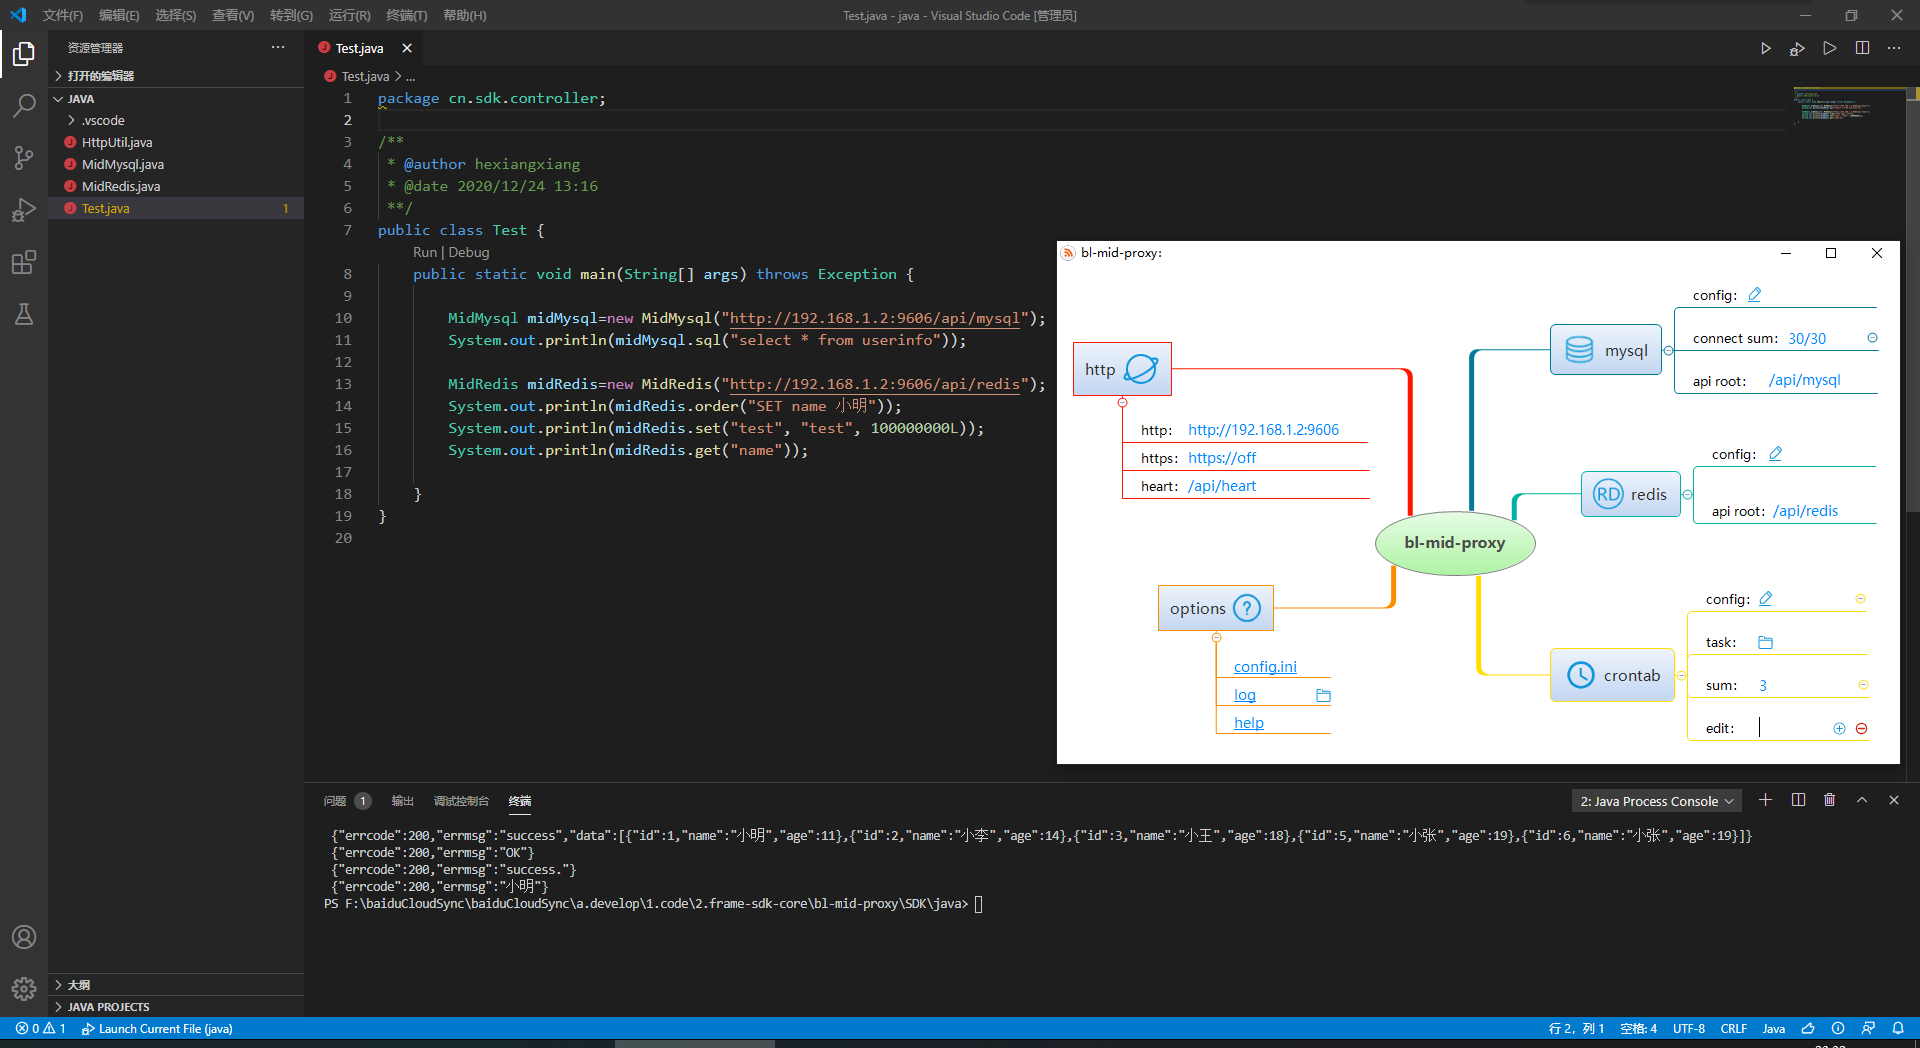 文件(F) 编辑(E) 选择(S) 查看(V) 转到(G) 运行(R) 终端(T) 帮助(H)
Test.java - java - Visual Studio Code [管理员]
资源管理器
打开的编辑器
JAVA
.vscode
HttpUtil.java
MidMysql.java
MidRedis.java
Test.java 1
大纲
JAVA PROJECTS
Test.java
Test.java > ...
1 package cn.sdk.controller;
2
3 /**
4 * @author hexiangxiang
5 * @date 2020/12/24 13:16
6 **/
7 public class Test {
Run | Debug
8 public static void main(String[] args) throws Exception {
9
10 MidMysql midMysql=new MidMysql("http://192.168.1.2:9606/api/mysql");
11 System.out.println(midMysql.sql("select * from userinfo"));
12
13 MidRedis midRedis=new MidRedis("http://192.168.1.2:9606/api/redis");
14 System.out.println(midRedis.order("SET name 小明"));
15 System.out.println(midRedis.set("test", "test", 100000000L));
16 System.out.println(midRedis.get("name"));
17
18 }
19 }
20
bl-mid-proxy:
http
http: http://192.168.1.2:9606
https: https://off
heart: /api/heart
options ?
config.ini
log
help
bl-mid-proxy
mysql
config:
connect sum: 30/30
api root: /api/mysql
RD redis
config:
api root: /api/redis
crontab
config:
task:
sum: 3
edit:
问题 1 输出 调试控制台 终端
2: Java Process Console
{"errcode":200,"errmsg":"success","data":[{"id":1,"name":"小明","age":11},{"id":2,"name":"小李","age":14},{"id":3,"name":"小王","age":18},{"id":5,"name":"小张","age":19},{"id":6,"name":"小张","age":19}]}
{"errcode":200,"errmsg":"OK"}
{"errcode":200,"errmsg":"success."}
{"errcode":200,"errmsg":"小明"}
PS F:\baiduCloudSync\baiduCloudSync\a.develop\1.code\2.frame-sdk-core\bl-mid-proxy\SDK\java>
0 1 Launch Current File (java)
行 2，列 1 空格: 4 UTF-8 CRLF Java